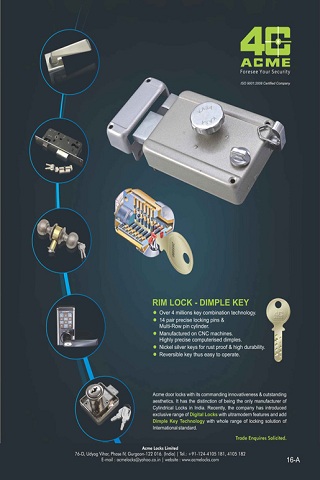 4C
ACME
Foresee Your Security
ISO 9001:2008 Certified Company
RIM LOCK - DIMPLE KEY
Over 4 millions key combination technology.
14 pair precise locking pins &
Multi-Row pin cylinder.
Manufactured on CNC machines.
Highly precise computerised dimples.
Nickel silver keys for rust proof & high durability.
Reversible key thus easy to operate.
Acme door locks with its commanding innovativeness & outstanding
aesthetics. It has the distinction of being the only manufacturer of
Cylindrical Locks in India. Recently, the company has introduced
exclusive range of Digital Locks with ultramodern features and add
Dimple Key Technology with whole range of locking solution of
International standard.
Trade Enquires Solicited.
Acme Locks Limited
76-D, Udyog Vihar, Phase IV, Gurgaon-122 016. (India) | Tel. : +91-124-4105 181, 4105 182
E-mail : acmelocks@yahoo.co.in | website : www.acmelocks.com
16-A